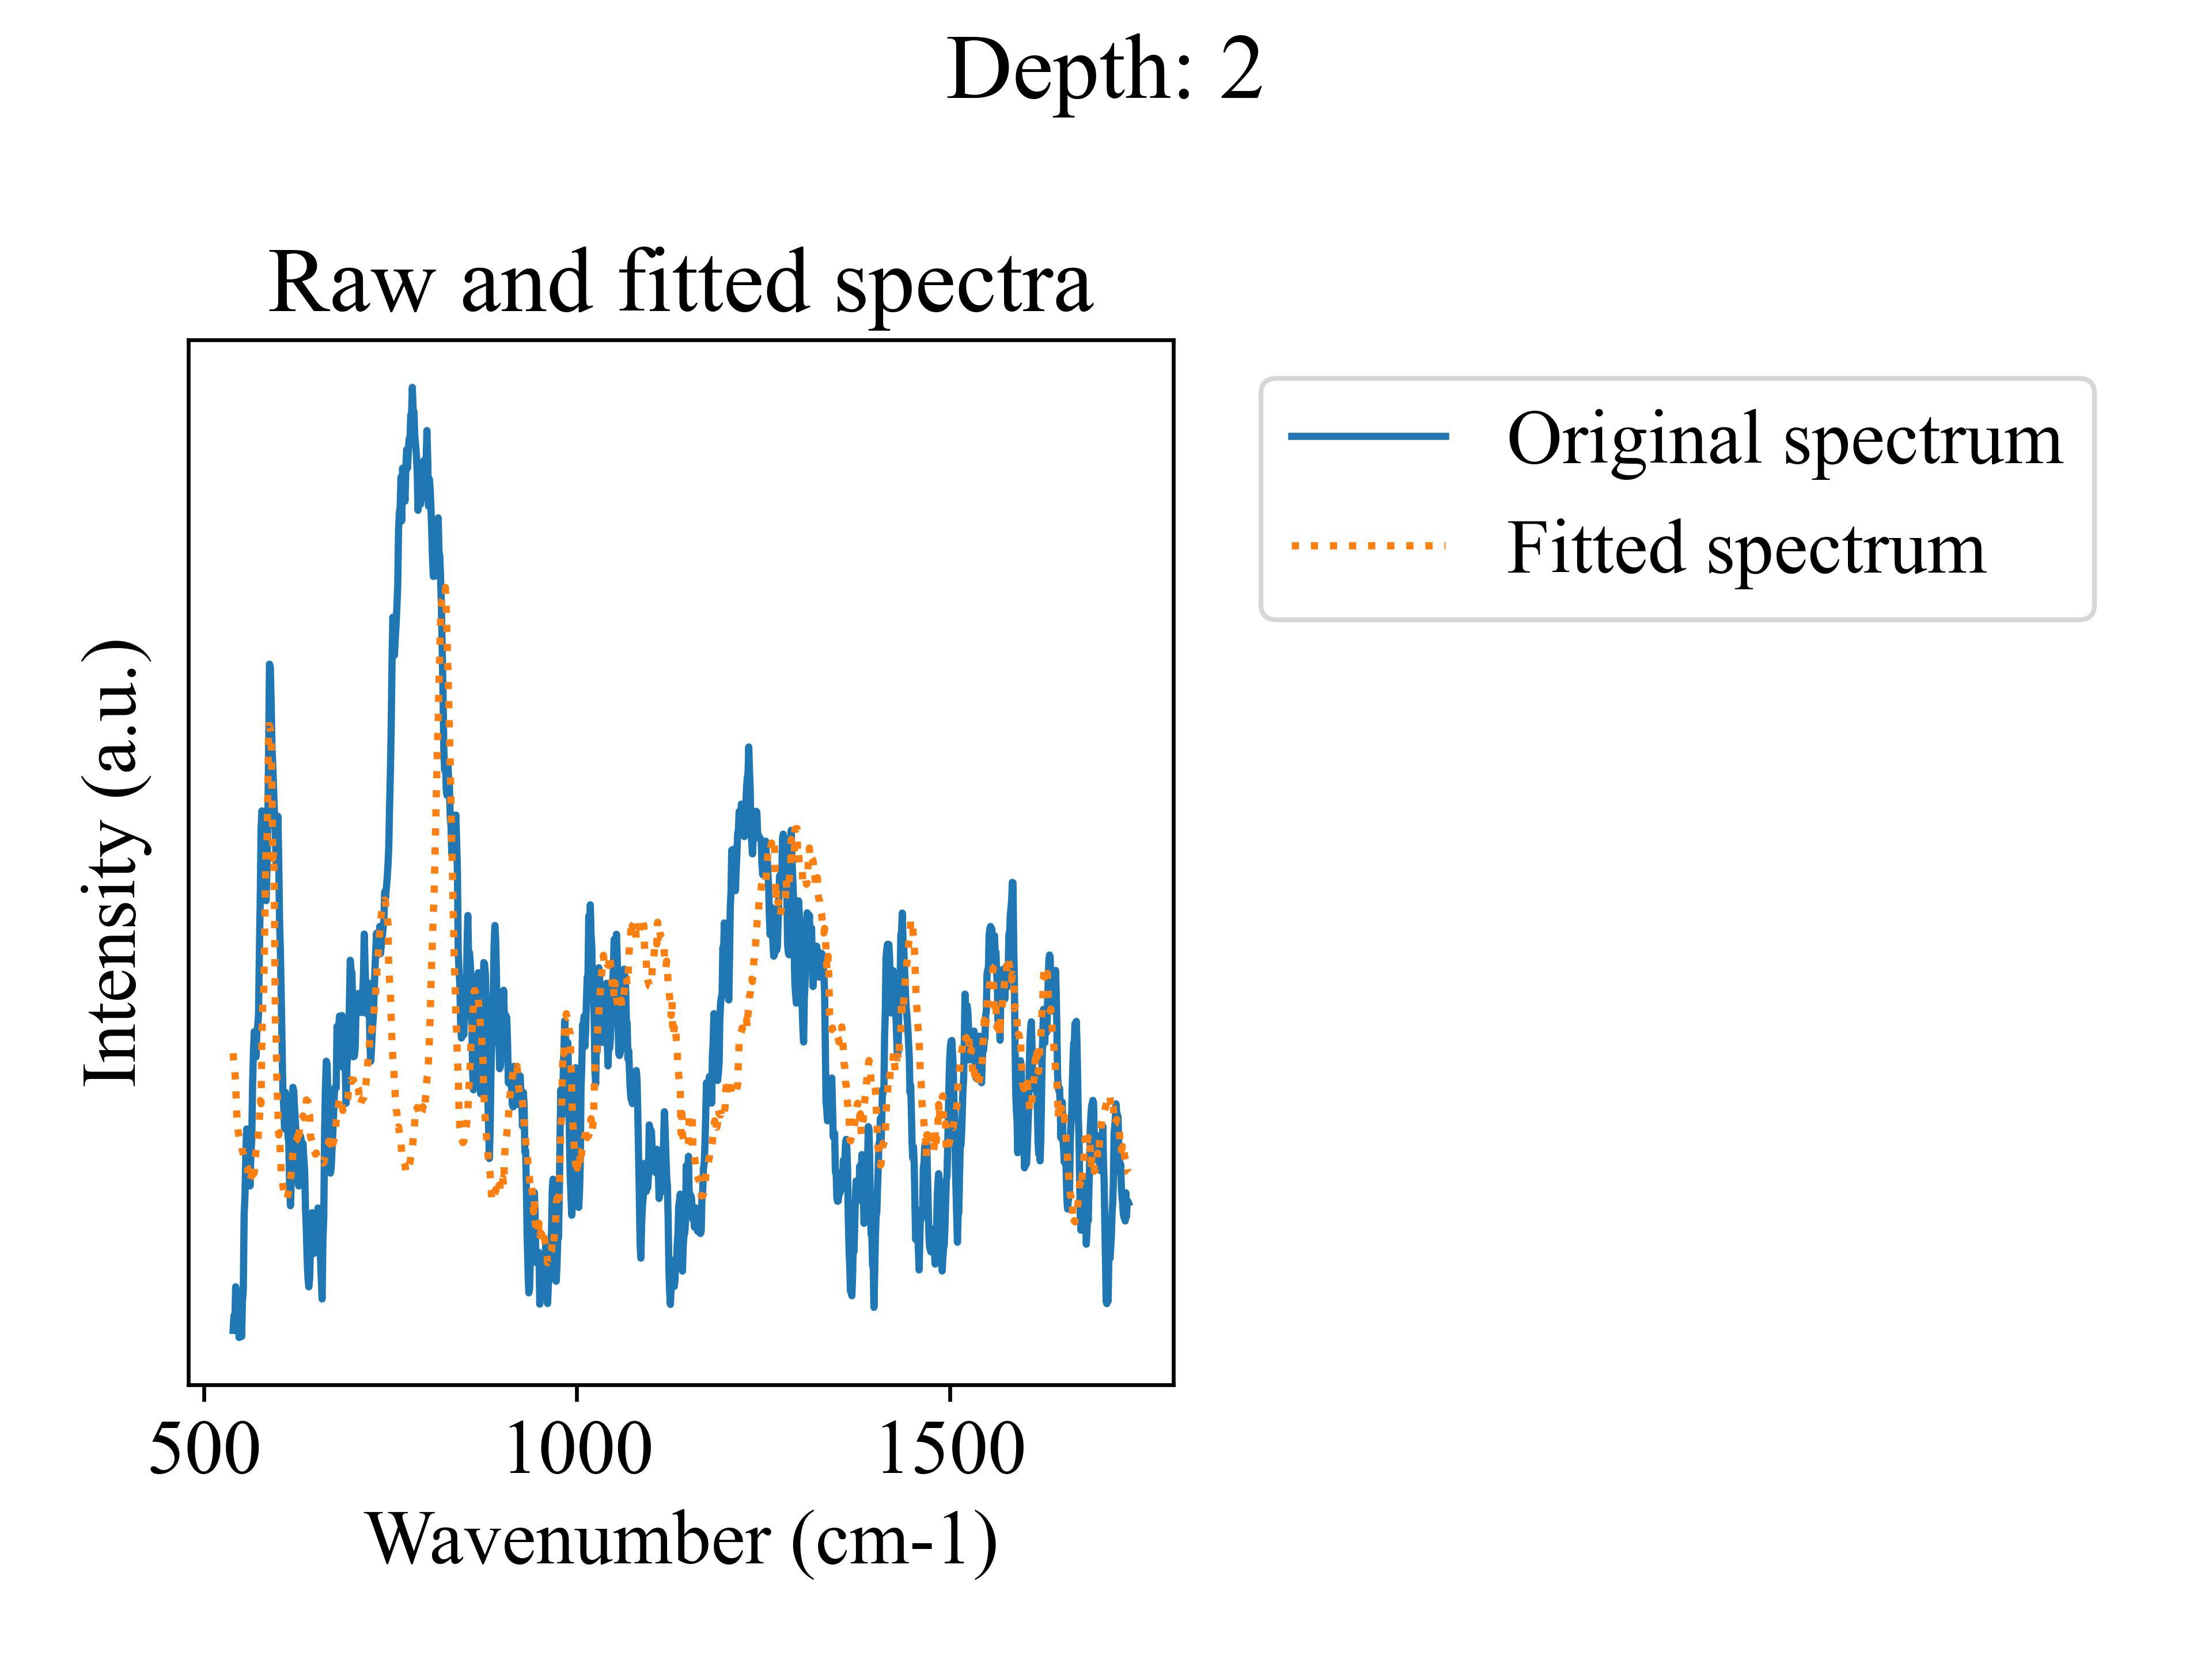 Depth: 2
Raw and fitted spectra
Original spectrum
Fitted spectrum
Intensity (a.u.)
500 1000 1500
Wavenumber (cm-1)